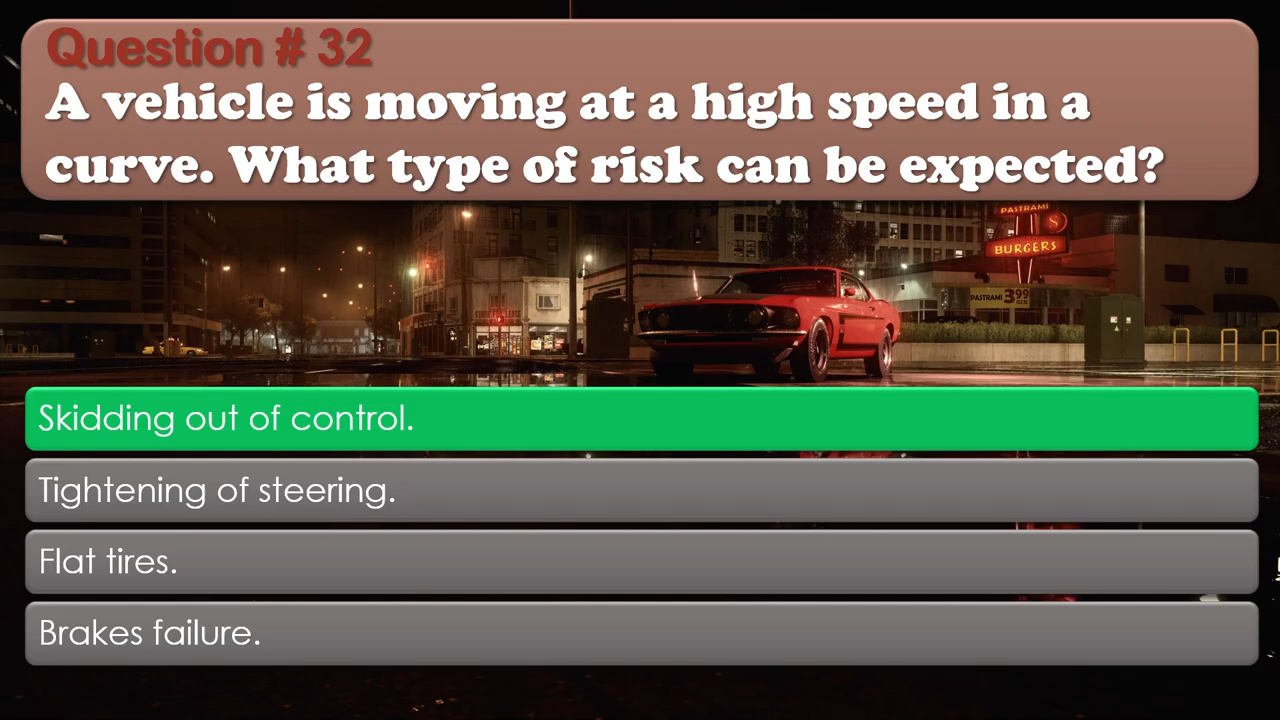 Question # 32
A vehicle is moving at a high speed in a
curve. What type of risk can be expected?
PASTRAMI
S
BURGERS
PASTRAMI 3.99
Skidding out of control.
Tightening of steering.
Flat tires.
Brakes failure.